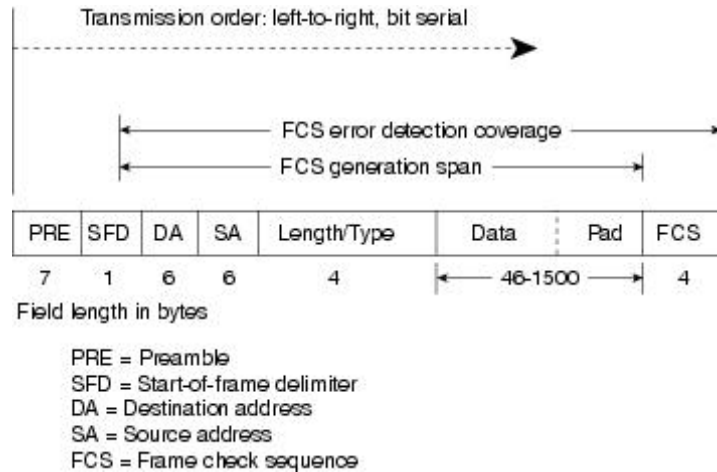 Transmission order: left-to-right, bit serial
FCS error detection coverage
FCS generation span
PRE SFD DA SA Length/Type Data Pad FCS
7 1 6 6 4 46-1500 4
Field length in bytes
PRE = Preamble
SFD = Start-of-frame delimiter
DA = Destination address
SA = Source address
FCS = Frame check sequence